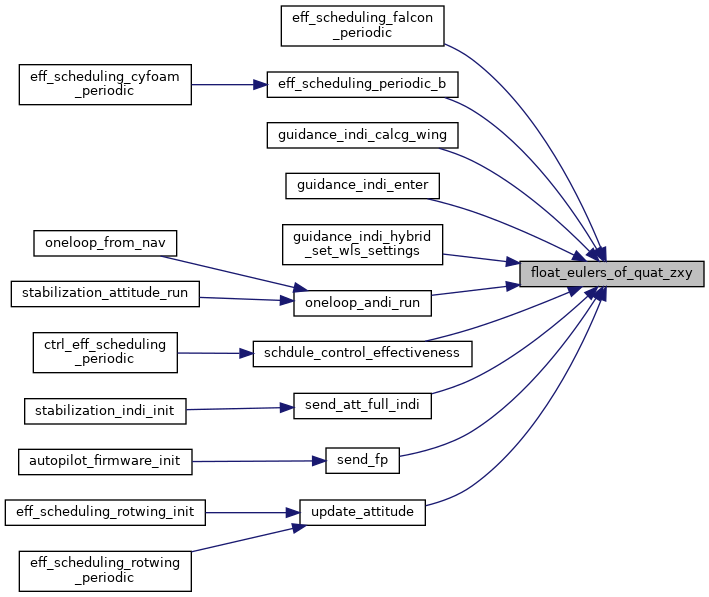 eff_scheduling_falcon
_periodic
eff_scheduling_cyfoam
_periodic
eff_scheduling_periodic_b
guidance_indi_calcg_wing
guidance_indi_enter
guidance_indi_hybrid
_set_wls_settings
oneloop_from_nav
float_eulers_of_quat_zxy
stabilization_attitude_run
oneloop_andi_run
ctrl_eff_scheduling
_periodic
schdule_control_effectiveness
stabilization_indi_init
send_att_full_indi
autopilot_firmware_init
send_fp
eff_scheduling_rotwing_init
update_attitude
eff_scheduling_rotwing
_periodic